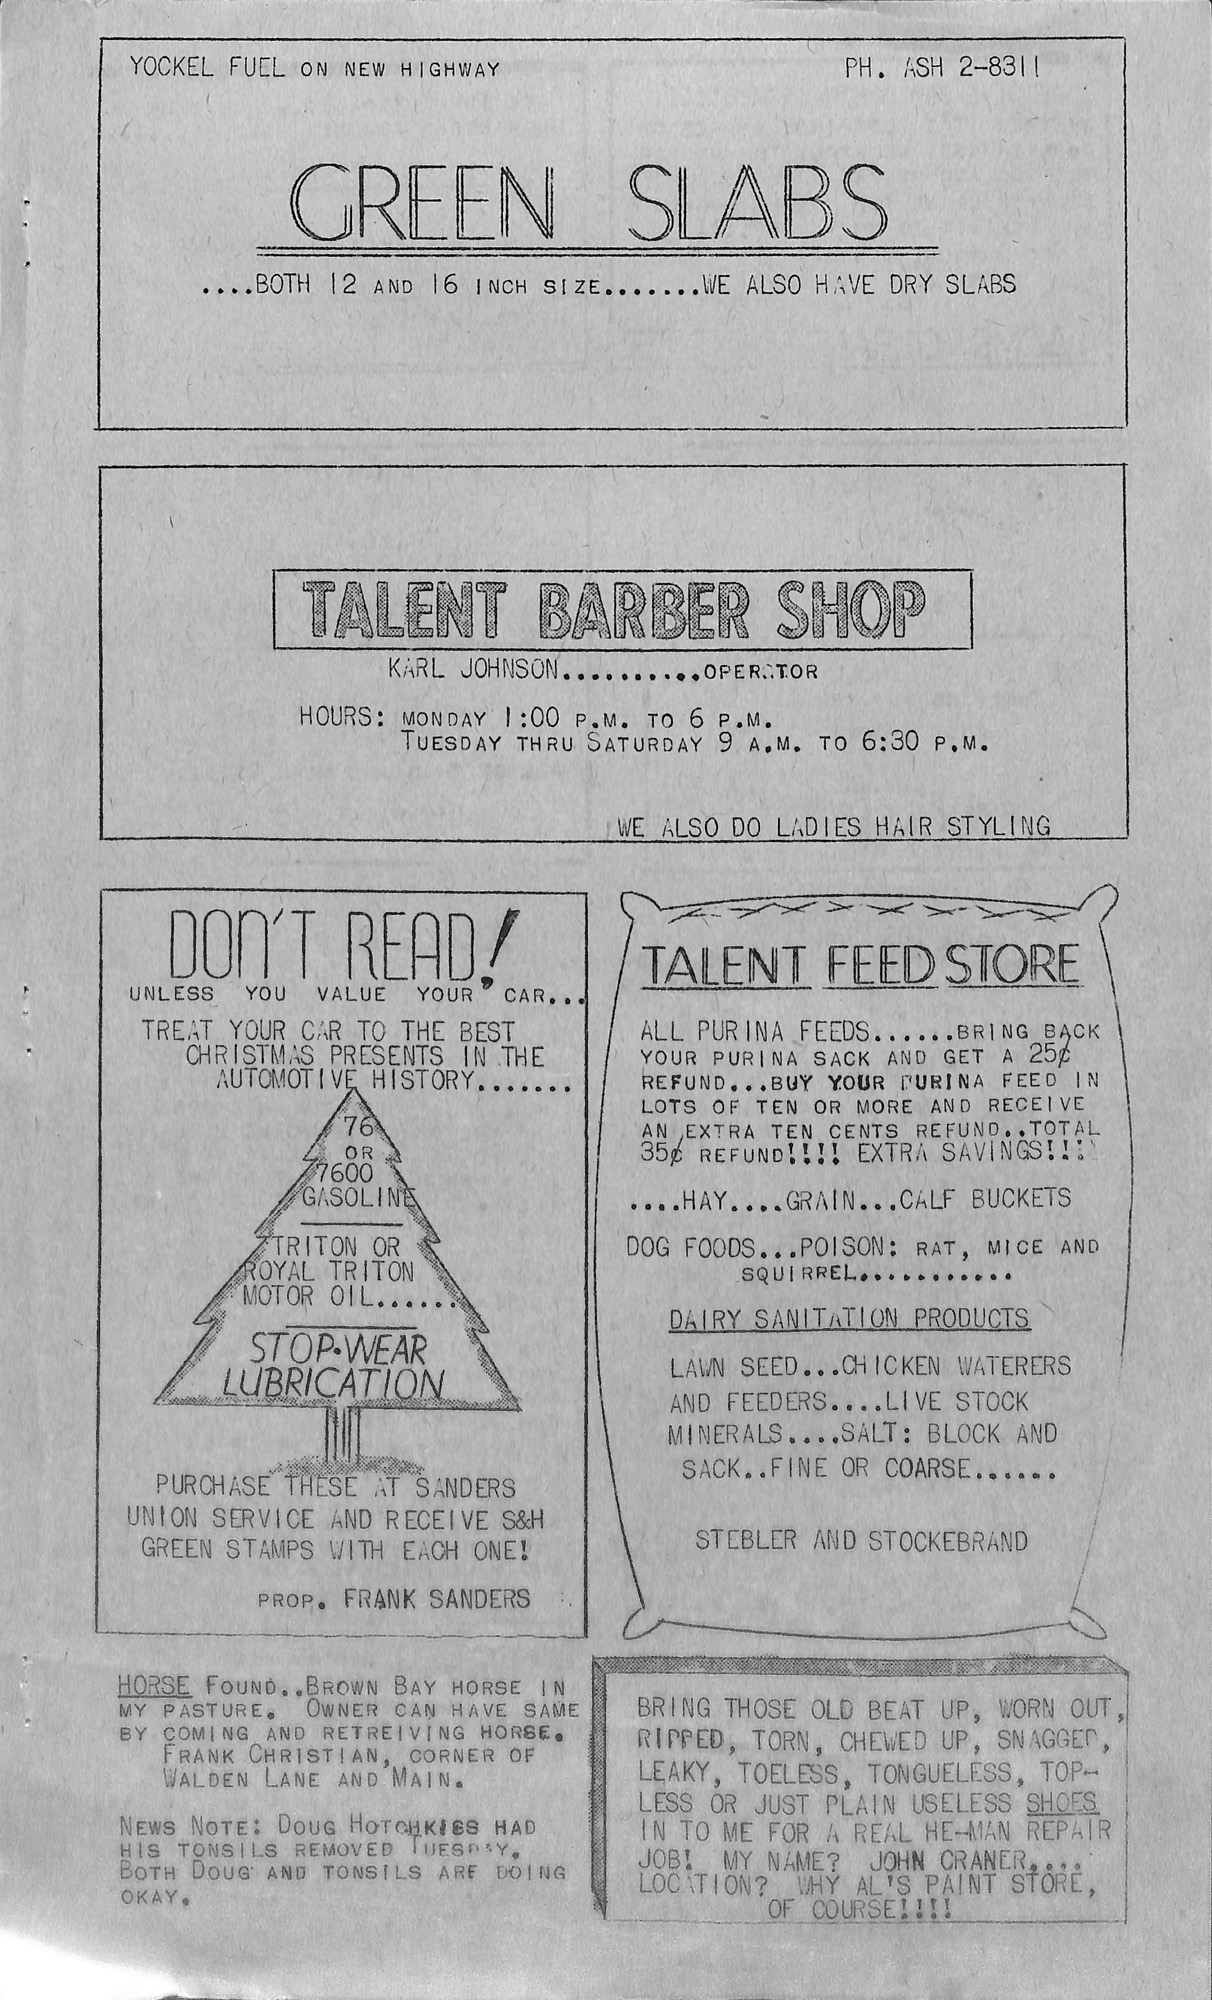 YOCKEL FUEL ON NEW HIGHWAY PH. ASH 2-8311
GREEN SLABS
....BOTH 12 AND 16 INCH SIZE.......WE ALSO HAVE DRY SLABS
TALENT BARBER SHOP
KARL JOHNSON..........OPERATOR
HOURS: MONDAY 1:00 P.M. TO 6 P.M.
TUESDAY THRU SATURDAY 9 A.M. TO 6:30 P.M.
WE ALSO DO LADIES HAIR STYLING
DON'T READ!
UNLESS YOU VALUE YOUR CAR...
TREAT YOUR CAR TO THE BEST
CHRISTMAS PRESENTS IN THE
AUTOMOTIVE HISTORY.......
76
OR
7600
GASOLINE
TRITON OR
ROYAL TRITON
MOTOR OIL......
STOP-WEAR
LUBRICATION
PURCHASE THESE AT SANDERS
UNION SERVICE AND RECEIVE S&H
GREEN STAMPS WITH EACH ONE!
PROP. FRANK SANDERS
TALENT FEED STORE
ALL PURINA FEEDS......BRING BACK
YOUR PURINA SACK AND GET A 25¢
REFUND...BUY YOUR PURINA FEED IN
LOTS OF TEN OR MORE AND RECEIVE
AN EXTRA TEN CENTS REFUND..TOTAL
35¢ REFUND!!!! EXTRA SAVINGS!!!!
....HAY....GRAIN...CALF BUCKETS
DOG FOODS...POISON: RAT, MICE AND
SQUIRREL...........
DAIRY SANITATION PRODUCTS
LAWN SEED...CHICKEN WATERERS
AND FEEDERS....LIVE STOCK
MINERALS....SALT: BLOCK AND
SACK..FINE OR COARSE......
STEBLER AND STOCKEBRAND
HORSE FOUND..BROWN BAY HORSE IN
MY PASTURE. OWNER CAN HAVE SAME
BY COMING AND RETREIVING HORSE.
FRANK CHRISTIAN, CORNER OF
WALDEN LANE AND MAIN.
NEWS NOTE: DOUG HOTCHKISS HAD
HIS TONSILS REMOVED TUESDAY.
BOTH DOUG AND TONSILS ARE DOING
OKAY.
BRING THOSE OLD BEAT UP, WORN OUT,
RIPPED, TORN, CHEWED UP, SNAGGED,
LEAKY, TOELESS, TONGUELESS, TOP-
LESS OR JUST PLAIN USELESS SHOES
IN TO ME FOR A REAL HE-MAN REPAIR
JOB! MY NAME? JOHN CRANER....
LOCATION? WHY AL'S PAINT STORE,
OF COURSE!!!!